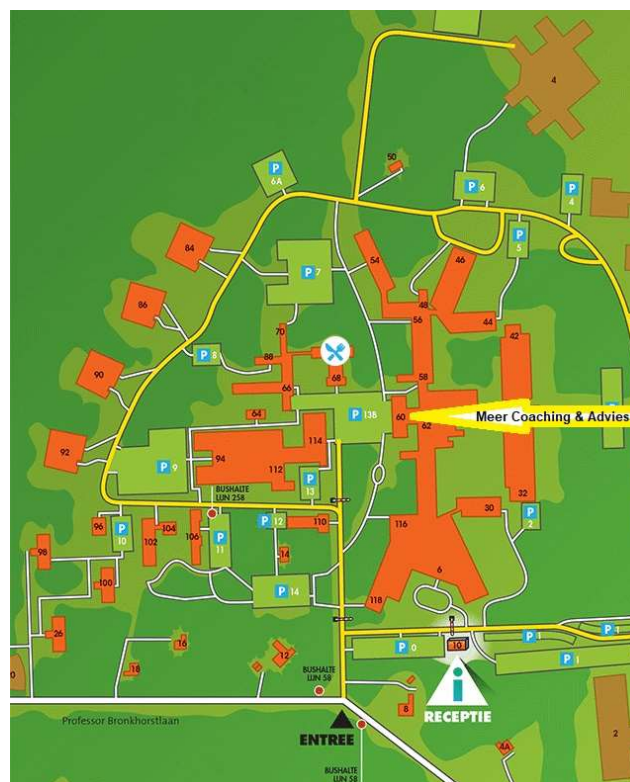 4
50
P
6A
P
6
P
4
P
5
84
54
46
P
7
86
48
44
70
56
42
P
8
88
90
68
58
66
64
P
13B
60
Meer Coaching & Advies
62
114
92
94
P
9
112
P
13
32
BUSHALTE
LIJN 258
30
P
2
96
P
10
104
102
106
P
11
P
12
110
116
98
14
100
6
P
14
118
26
16
P
0
10
P
P
1
18
12
BUSHALTE
LIJN 58
8
RECEPTIE
Professor Bronkhorstlaan
ENTREE
2
4A
BUSHALTE
LIJN 58